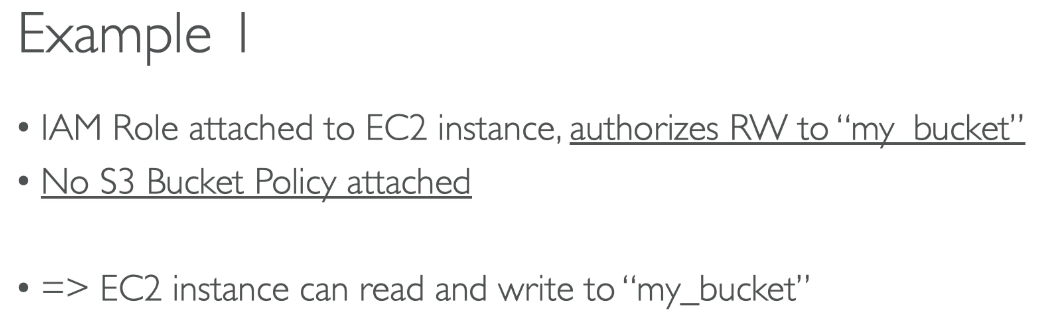 Example 1
• IAM Role attached to EC2 instance, authorizes RW to “my_bucket”
• No S3 Bucket Policy attached
• => EC2 instance can read and write to “my_bucket”